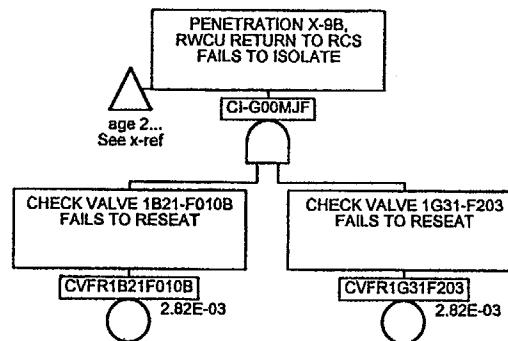 PENETRATION X-9B,
RWCU RETURN TO RCS
FAILS TO ISOLATE
CI-G00MJF
age 2...
See x-ref
CHECK VALVE 1B21-F010B
FAILS TO RESEAT
CHECK VALVE 1G31-F203
FAILS TO RESEAT
CVFR1B21F010B
2.82E-03
CVFR1G31F203
2.82E-03